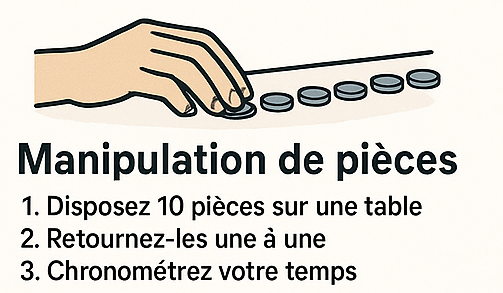 Manipulation de pièces
1. Disposez 10 pièces sur une table
2. Retournez-les une à une
3. Chronométrez votre temps